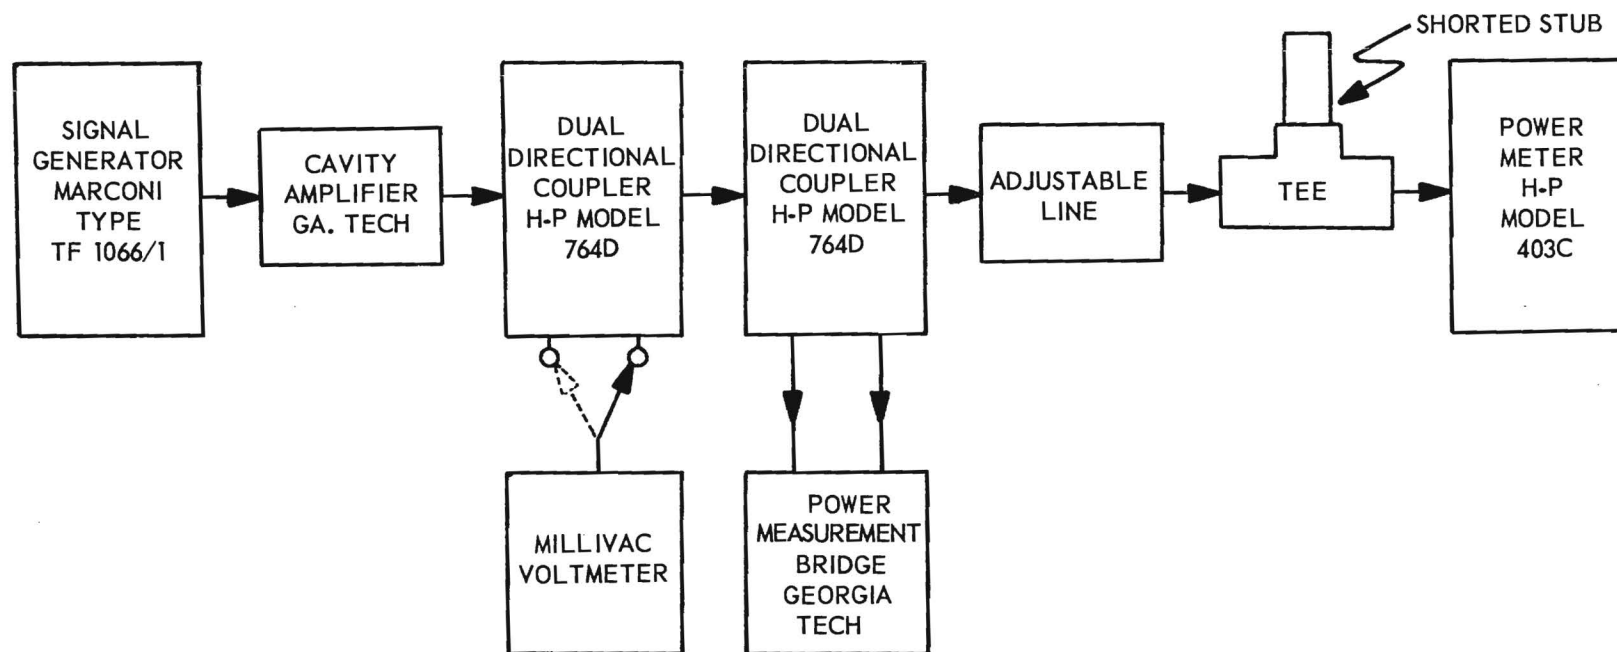 SHORTED STUB
SIGNAL
GENERATOR
MARCONI
TYPE
TF 1066/1
CAVITY
AMPLIFIER
GA. TECH
DUAL
DIRECTIONAL
COUPLER
H-P MODEL
764D
DUAL
DIRECTIONAL
COUPLER
H-P MODEL
764D
ADJUSTABLE
LINE
TEE
POWER
METER
H-P
MODEL
403C
MILLIVAC
VOLTMETER
POWER
MEASUREMENT
BRIDGE
GEORGIA
TECH